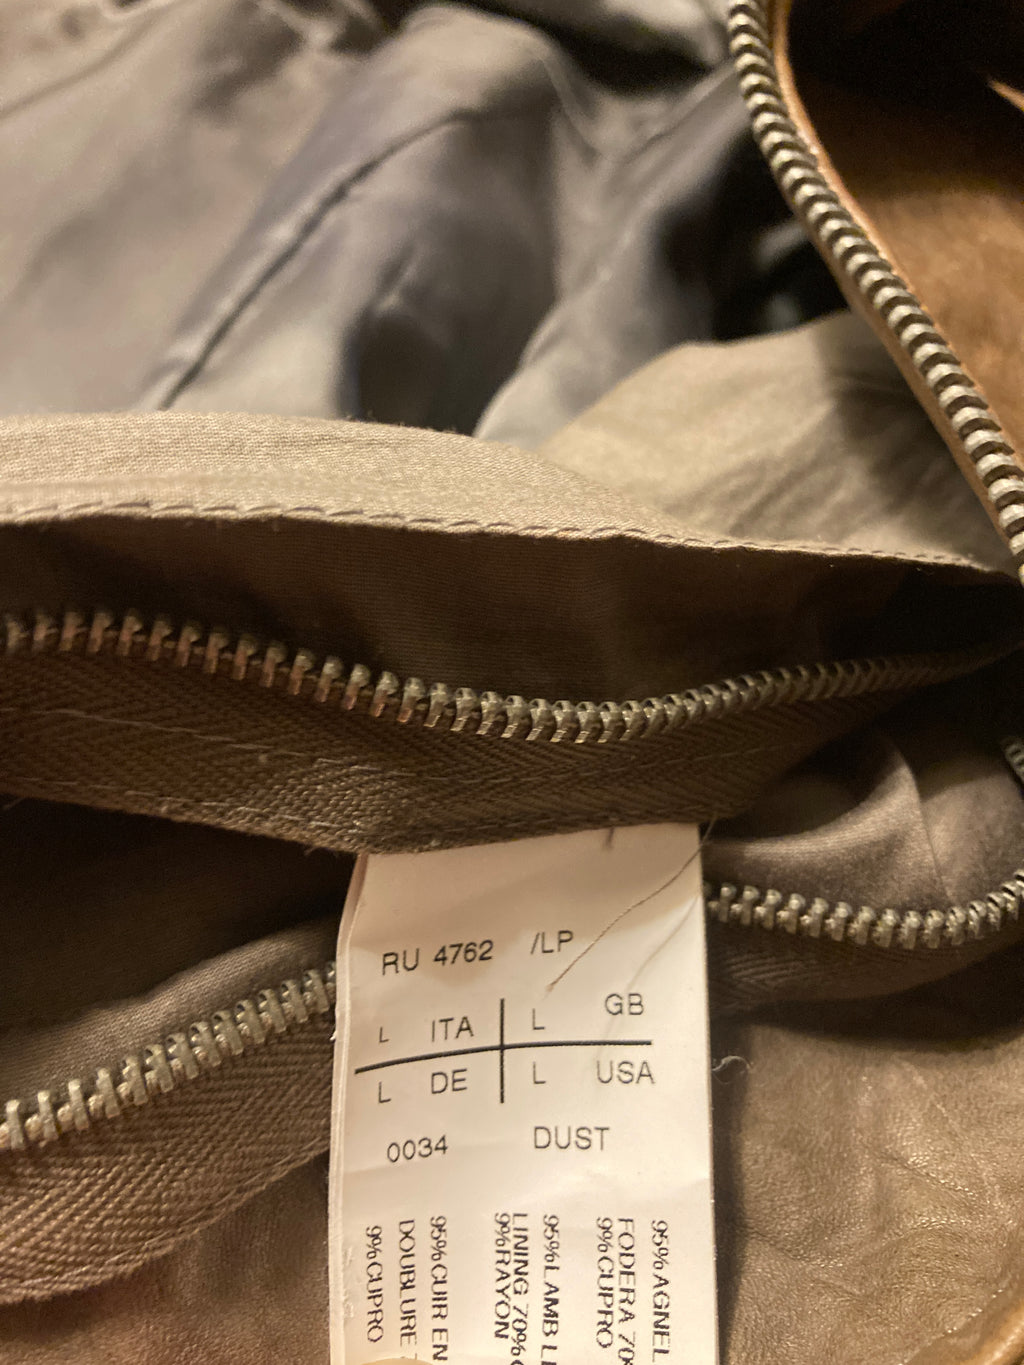 RU 4762 /LP
L ITA L GB
L DE L USA
0034 DUST
95%AGNEL
FODERA 70%
9%CUPRO
95%LAMB
LINING 70%
9%RAYON
95%CUIR EN
DOUBLURE
9%CUPRO